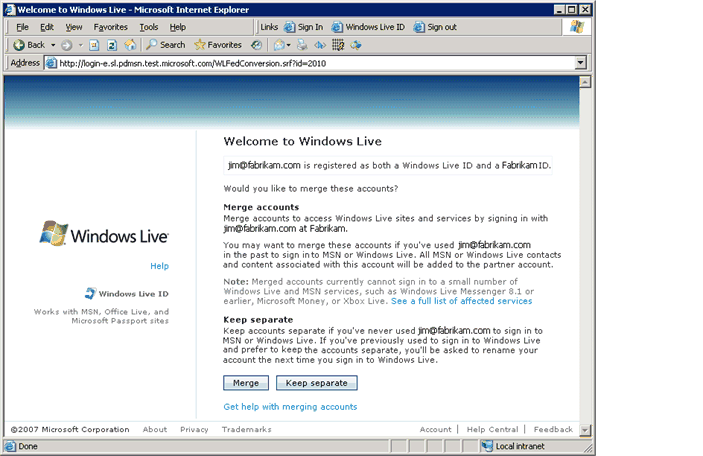 Welcome to Windows Live - Microsoft Internet Explorer
File Edit View Favorites Tools Help Links Sign In Windows Live ID Sign out
Back Search Favorites
Address http://login-e.sl.pdmsn.test.microsoft.com/WLFedConversion.srf?id=2010
Welcome to Windows Live
jim@fabrikam.com is registered as both a Windows Live ID and a Fabrikam ID.
Would you like to merge these accounts?
Merge accounts
Merge accounts to access Windows Live sites and services by signing in with
jim@fabrikam.com at Fabrikam.
You may want to merge these accounts if you've used jim@fabrikam.com
in the past to sign in to MSN or Windows Live. All MSN or Windows Live contacts
and content associated with this account will be added to the partner account.
Note: Merged accounts currently cannot sign in to a small number of
Windows Live and MSN services, such as Windows Live Messenger 8.1 or
earlier, Microsoft Money, or Xbox Live. See a full list of affected services
Keep separate
Keep accounts separate if you've never used jim@fabrikam.com to sign in to
MSN or Windows Live. If you've previously used to sign in to Windows Live
and prefer to keep the accounts separate, you'll be asked to rename your
account the next time you sign in to Windows Live.
Merge Keep separate
Get help with merging accounts
Windows Live
Help
Windows Live ID
Works with MSN, Office Live, and
Microsoft Passport sites
©2007 Microsoft Corporation About Privacy Trademarks Account | Help Central | Feedback
Done Local intranet